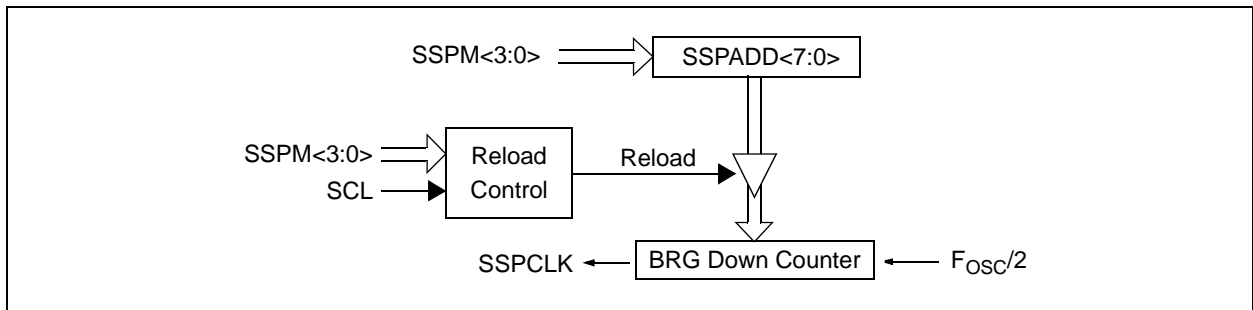 SSPM<3:0>
SSPADD<7:0>
SSPM<3:0>
SCL
Reload
Control
Reload
SSPCLK
BRG Down Counter
FOSC/2